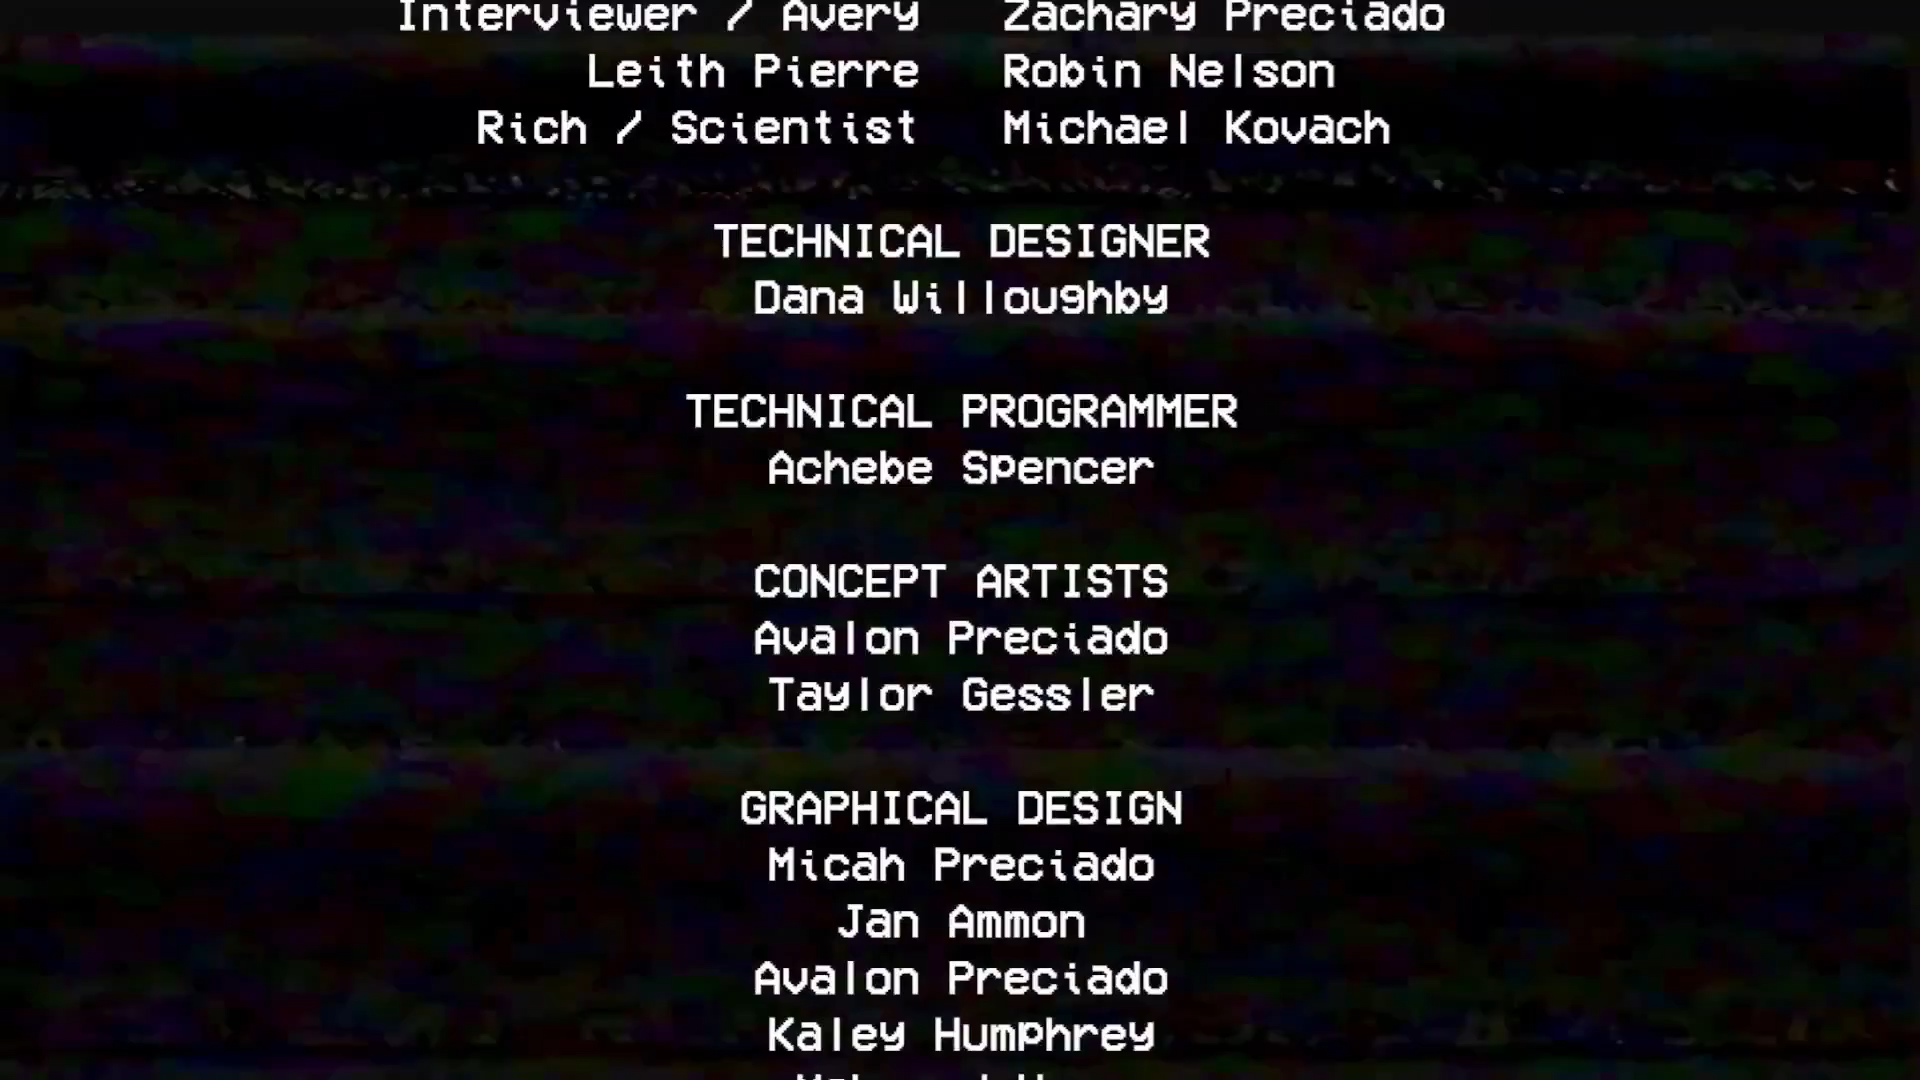 Interviewer / Avery Zachary Preciado
Leith Pierre Robin Nelson
Rich / Scientist Michael Kovach
TECHNICAL DESIGNER
Dana Willoughby
TECHNICAL PROGRAMMER
Achebe Spencer
CONCEPT ARTISTS
Avalon Preciado
Taylor Gessler
GRAPHICAL DESIGN
Micah Preciado
Jan Ammon
Avalon Preciado
Kaley Humphrey